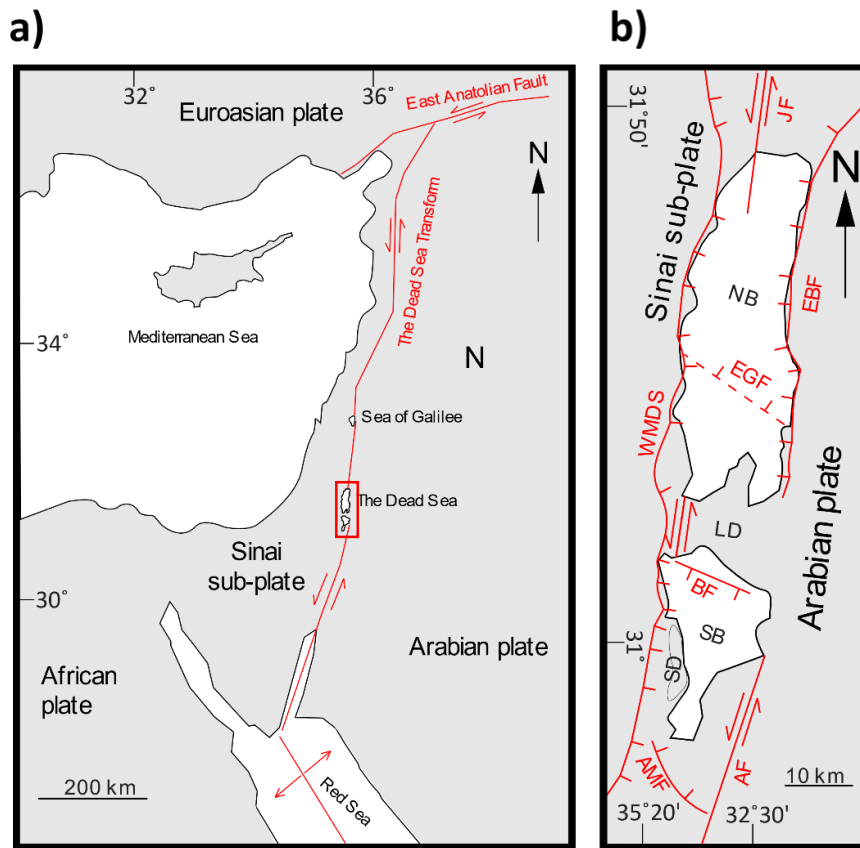 a)
32°
36°
Euroasian plate
East Anatolian Fault
N
The Dead Sea Transform
Mediterranean Sea
34°
N
Sea of Galilee
The Dead Sea
Sinai
sub-plate
30°
Arabian plate
African
plate
200 km
Red Sea
b)
31°50'
JF
N
Sinai sub-plate
NB
EBF
EGF
WMDS
LD
Arabian plate
BF
SB
31°
SD
AMF
AF
10 km
35°20'
32°30'